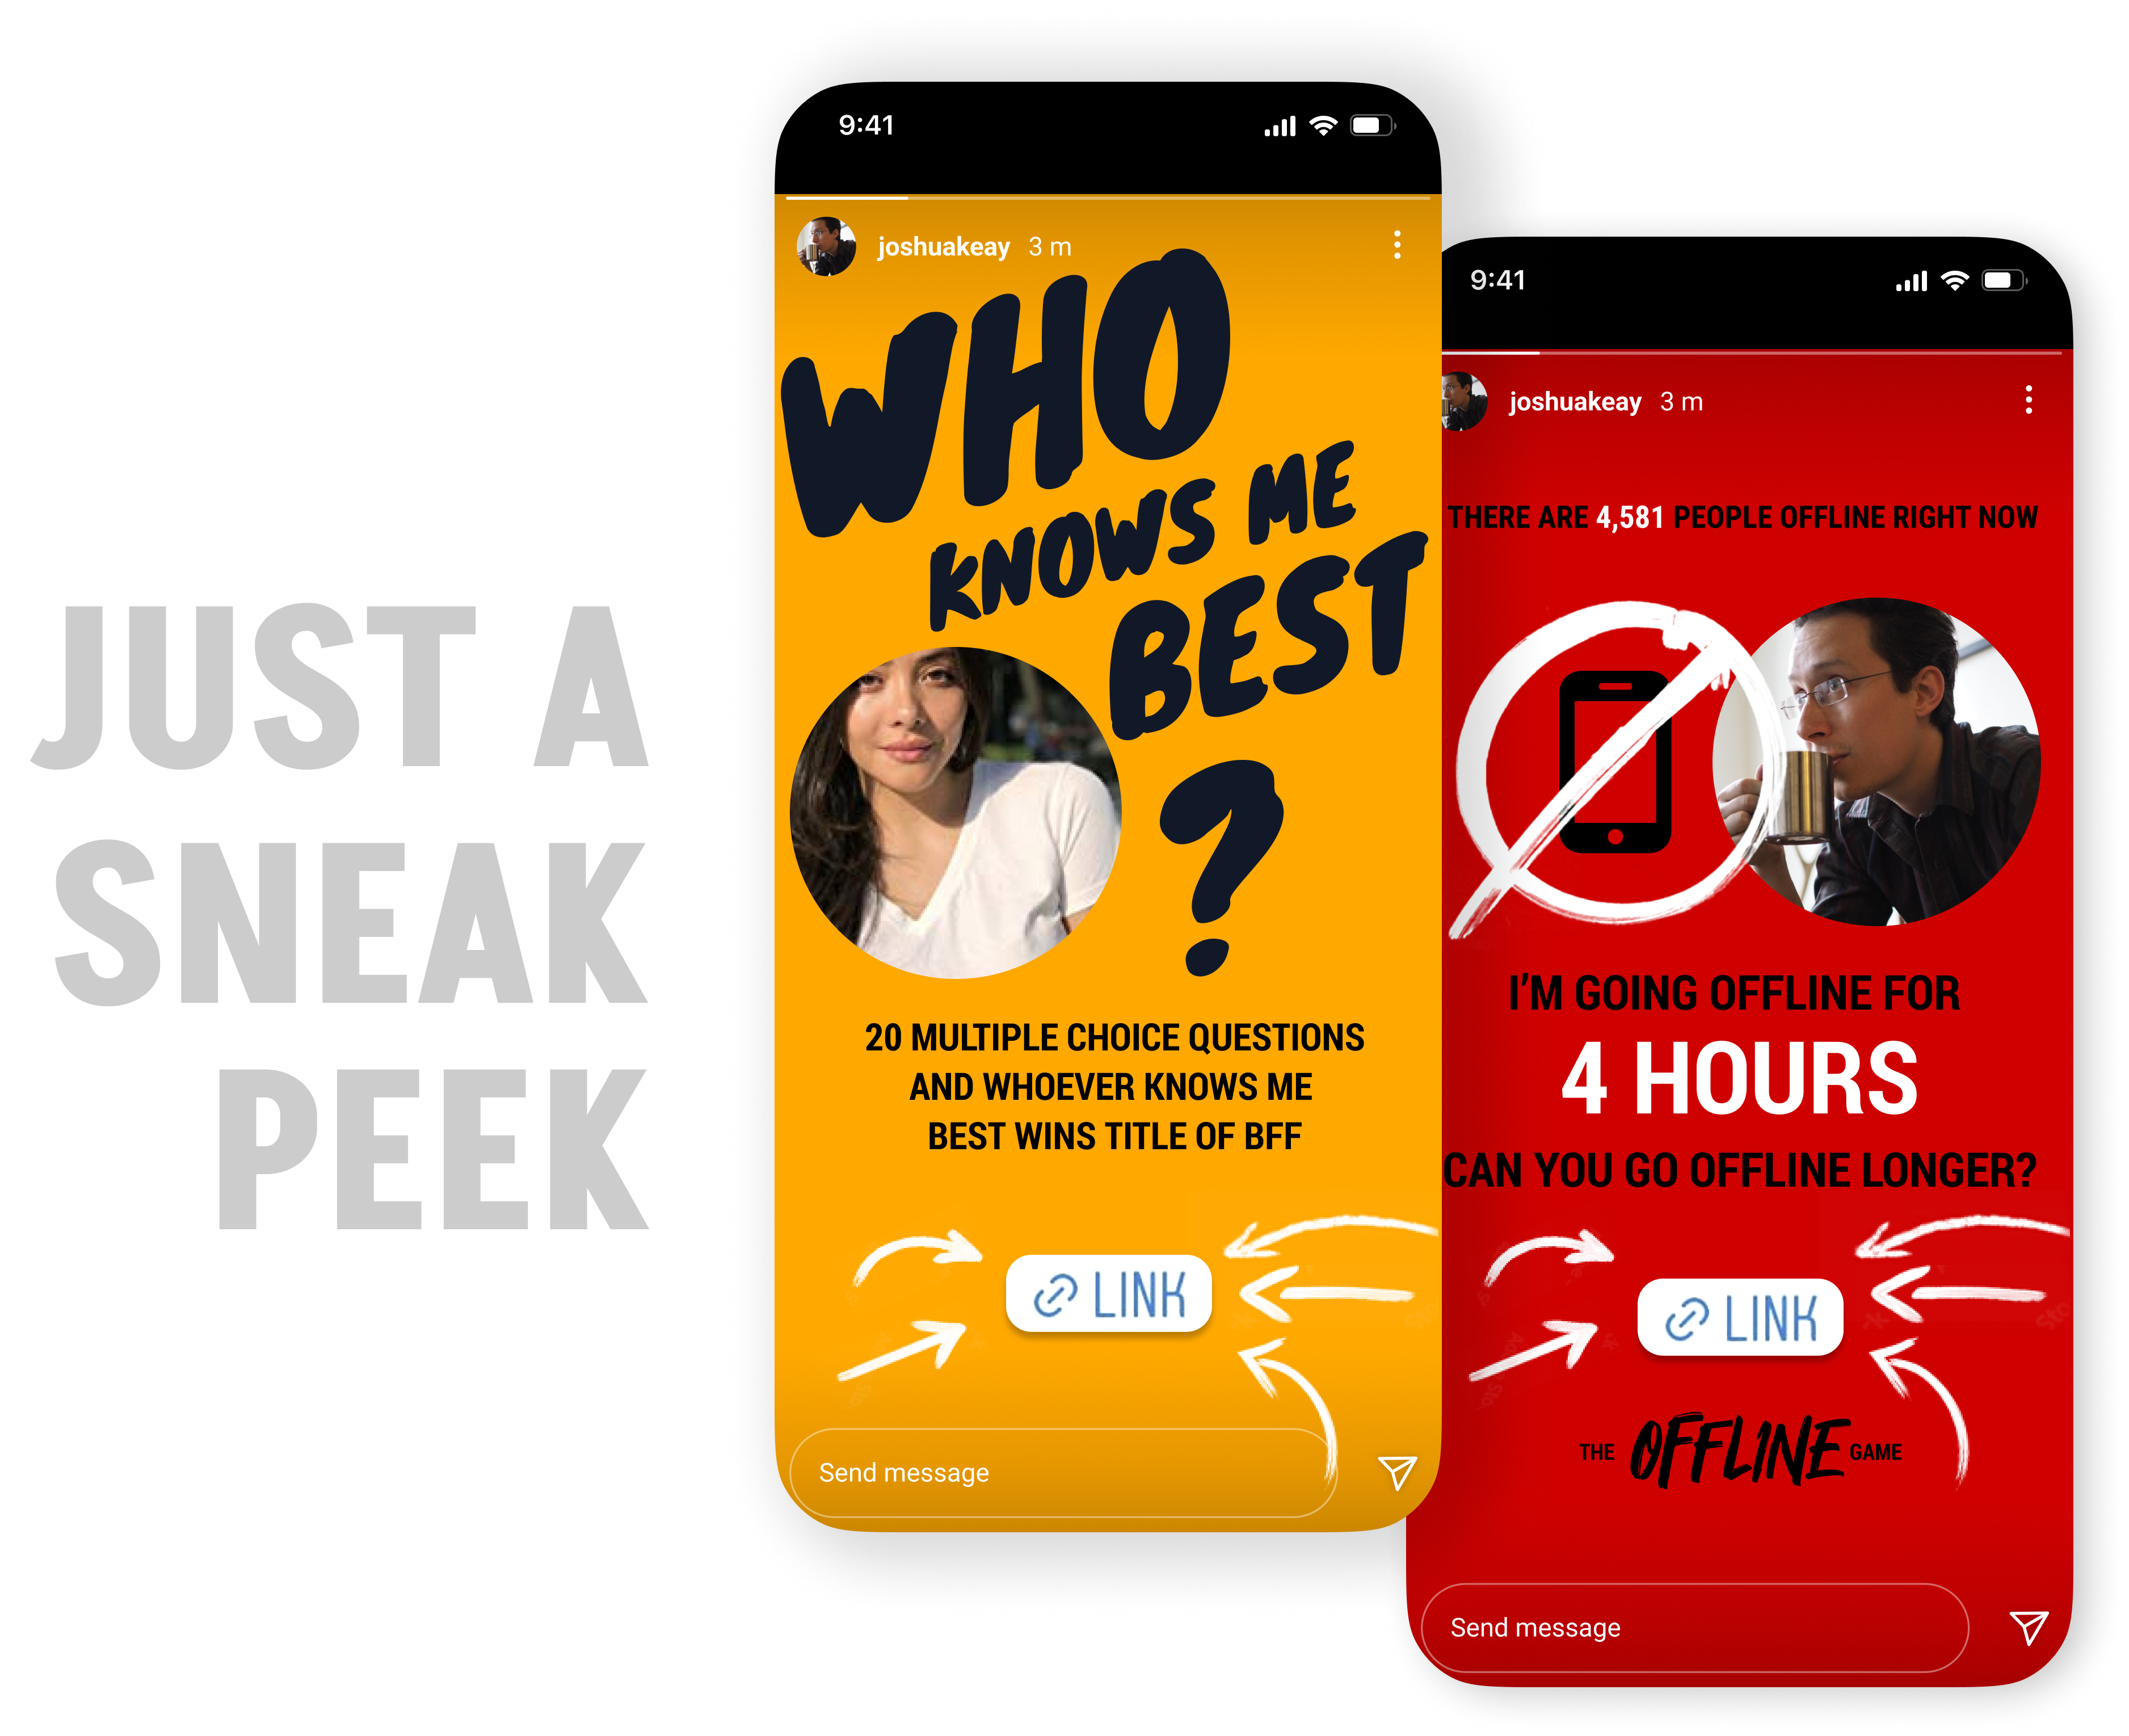 JUST A
SNEAK
PEEK
9:41
joshuakeay 3 m
WHO
KNOWS ME
BEST
?
20 MULTIPLE CHOICE QUESTIONS
AND WHOEVER KNOWS ME
BEST WINS TITLE OF BFF
LINK
Send message
9:41
joshuakeay 3 m
THERE ARE 4,581 PEOPLE OFFLINE RIGHT NOW
I'M GOING OFFLINE FOR
4 HOURS
CAN YOU GO OFFLINE LONGER?
LINK
THE OFFLINE GAME
Send message